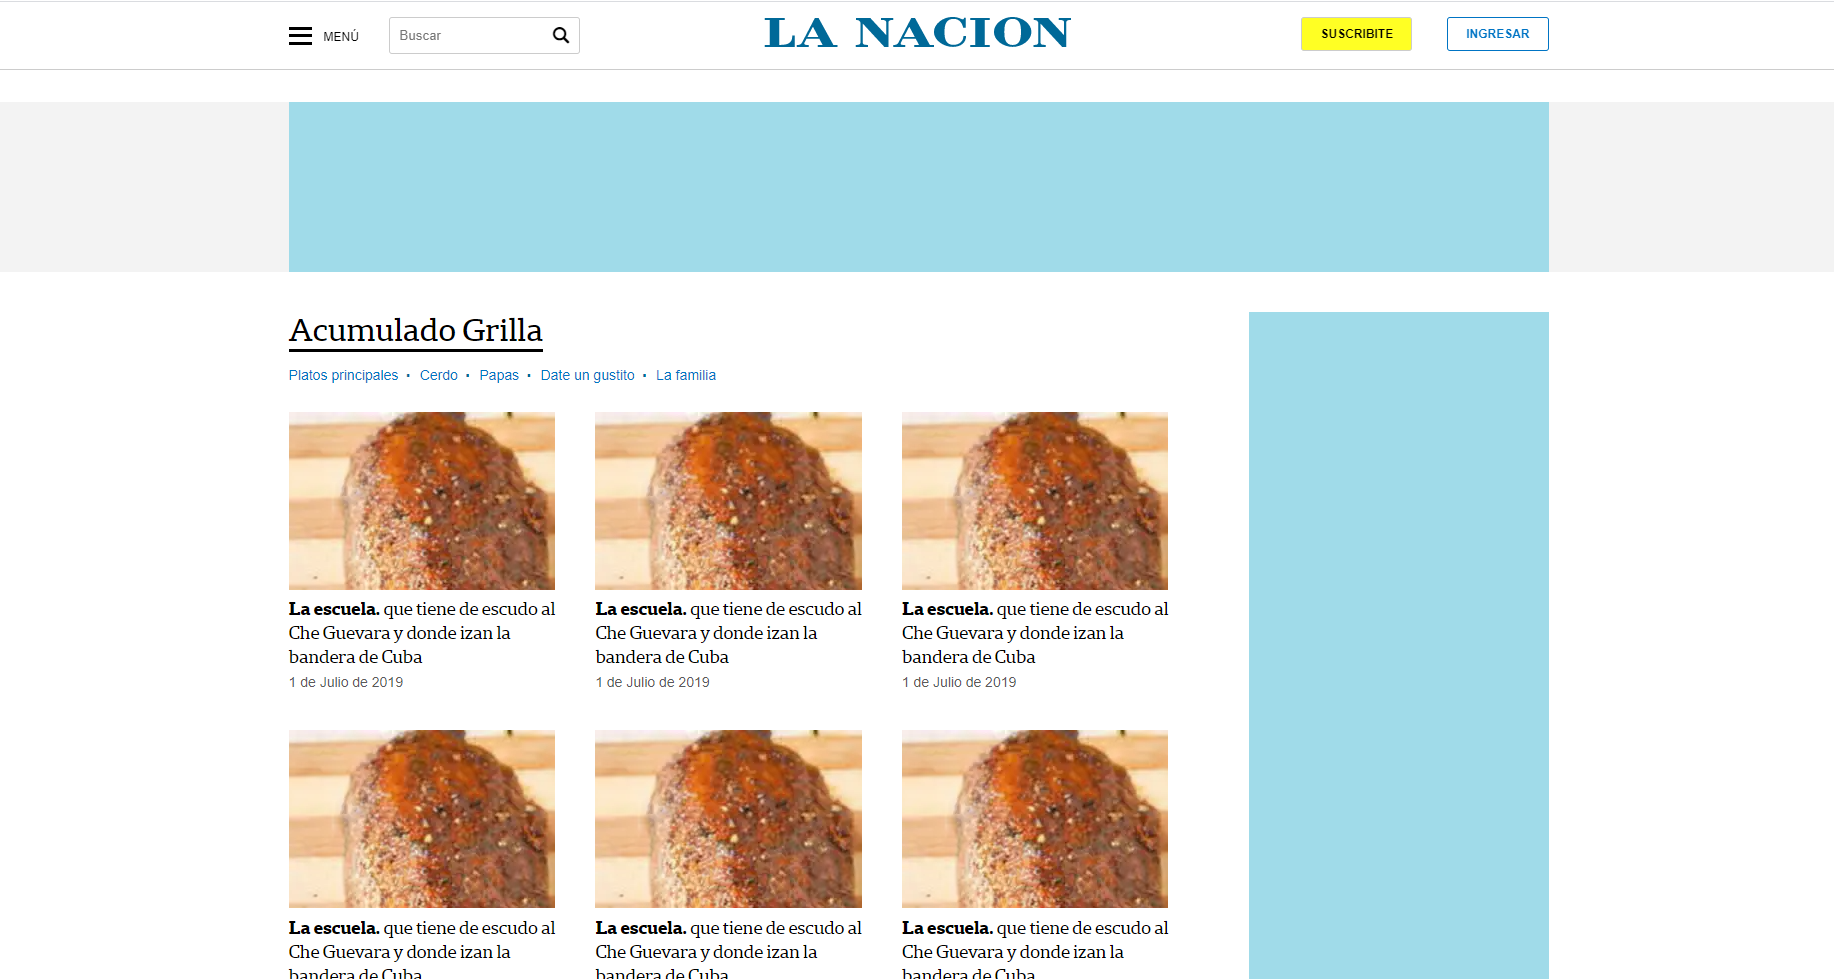 MENÚ
Buscar
LA NACION
SUSCRIBITE
INGRESAR
Acumulado Grilla
Platos principales • Cerdo • Papas • Date un gustito • La familia
La escuela. que tiene de escudo al
Che Guevara y donde izan la
bandera de Cuba
1 de Julio de 2019
La escuela. que tiene de escudo al
Che Guevara y donde izan la
bandera de Cuba
1 de Julio de 2019
La escuela. que tiene de escudo al
Che Guevara y donde izan la
bandera de Cuba
1 de Julio de 2019
La escuela. que tiene de escudo al
Che Guevara y donde izan la
bandera de Cuba
La escuela. que tiene de escudo al
Che Guevara y donde izan la
bandera de Cuba
La escuela. que tiene de escudo al
Che Guevara y donde izan la
bandera de Cuba